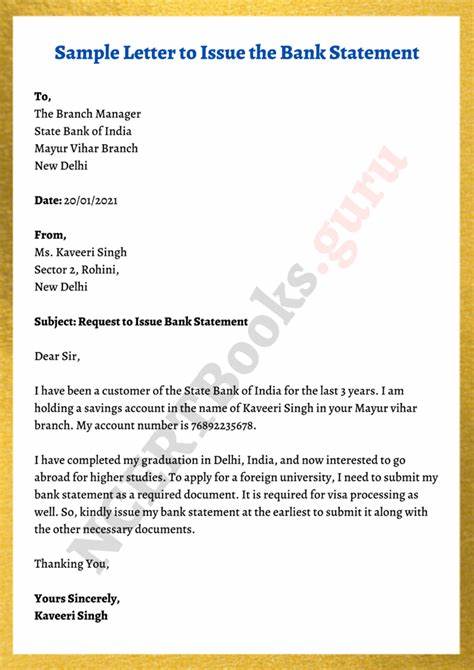 Sample Letter to Issue the Bank Statement
To,
The Branch Manager
State Bank of India
Mayur Vihar Branch
New Delhi
Date: 20/01/2021
From,
Ms. Kaveeri Singh
Sector 2, Rohini,
New Delhi
Subject: Request to Issue Bank Statement
Dear Sir,
I have been a customer of the State Bank of India for the last 3 years. I am
holding a savings account in the name of Kaveeri Singh in your Mayur vihar
branch. My account number is 76892235678.
I have completed my graduation in Delhi, India, and now interested to go
abroad for higher studies. To apply for a foreign university, I need to submit my
bank statement as a required document. It is required for visa processing as
well. So, kindly issue my bank statement at the earliest to submit it along with
the other necessary documents.
Thanking You,
Yours Sincerely,
Kaveeri Singh
NCERTBooks.guru